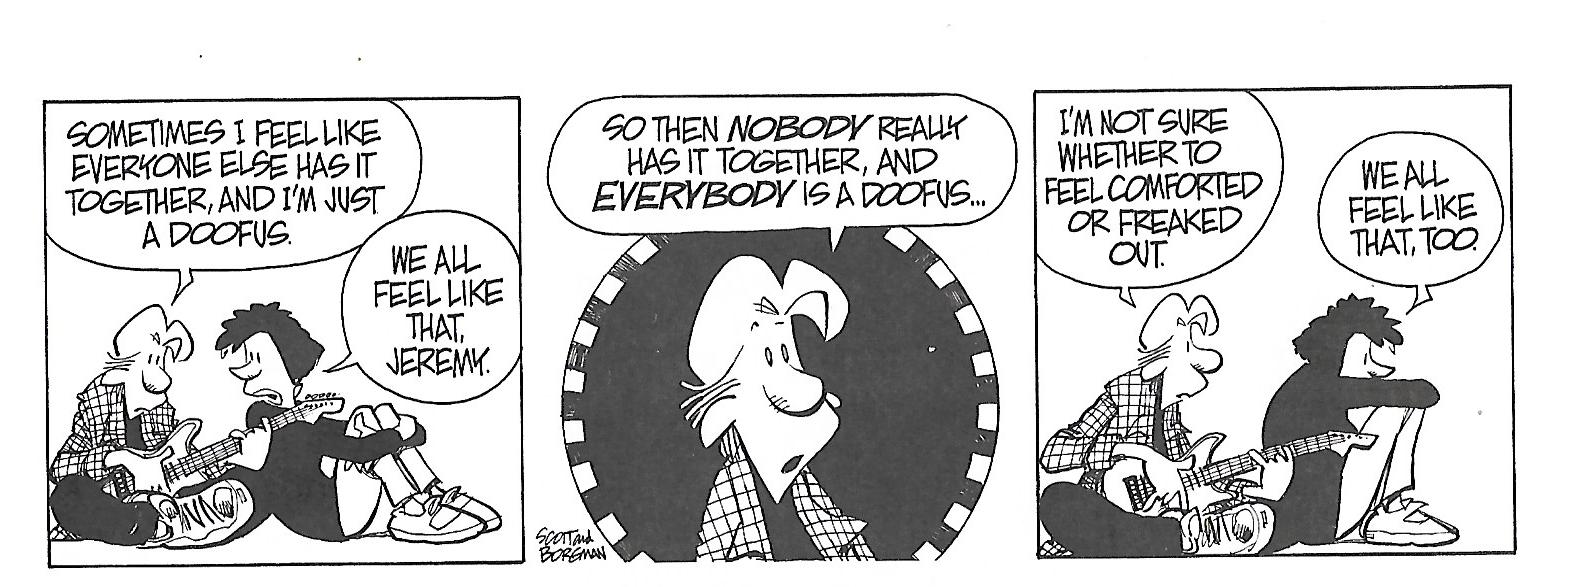 SOMETIMES I FEEL LIKE
EVERYONE ELSE HAS IT
TOGETHER, AND I'M JUST
A DOOFUS.
WE ALL
FEEL LIKE
THAT,
JEREMY.
SO THEN NOBODY REALLY
HAS IT TOGETHER, AND
EVERYBODY IS A DOOFUS...
SCOTT and
BORGMAN
I'M NOT SURE
WHETHER TO
FEEL COMFORTED
OR FREAKED
OUT.
WE ALL
FEEL LIKE
THAT, TOO.